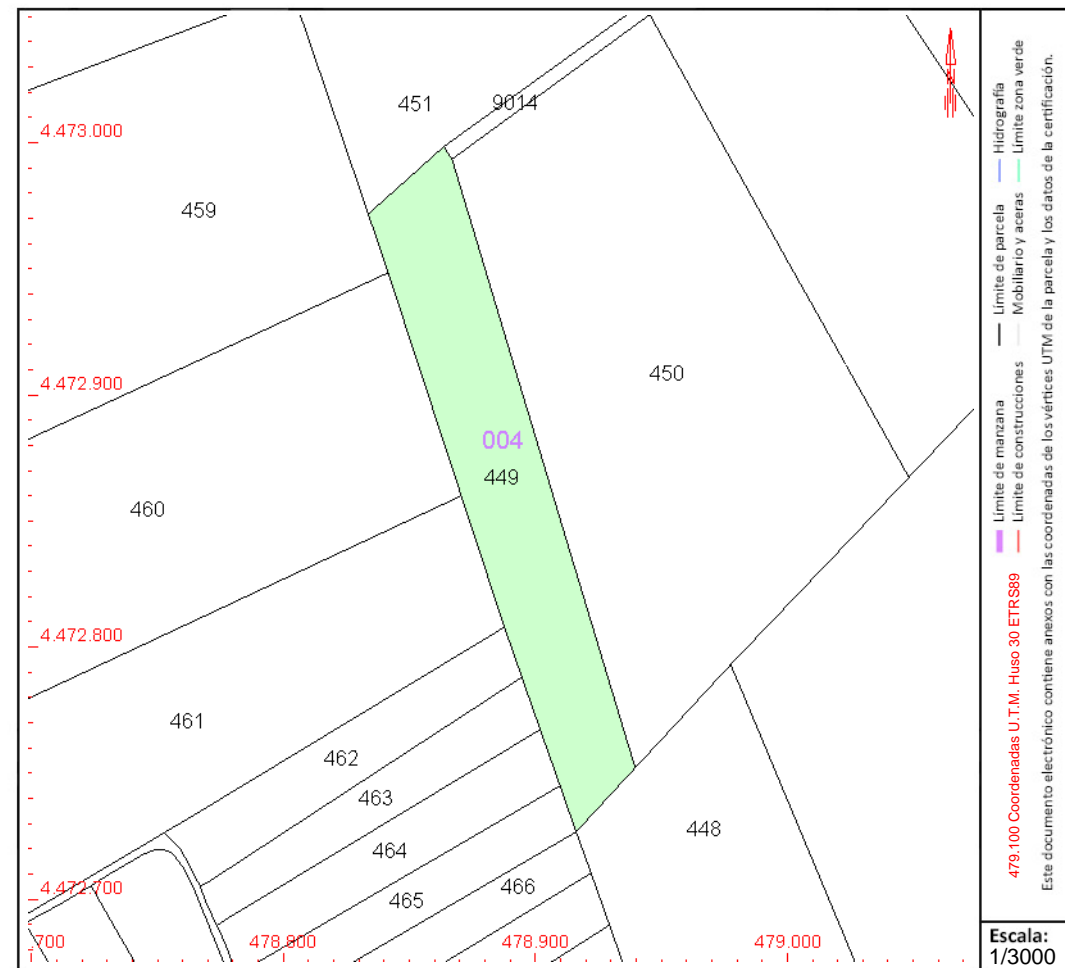 451
9014
4.473.000
459
4.472.900
450
004
449
460
4.472.800
461
462
463
464
448
465
466
4.472.700
700
478.800
478.900
479.000
N
Hidrografía
Límite zona verde
Límite de parcela
Mobiliario y aceras
Límite de manzana
Límite de construcciones
479.100 Coordenadas U.T.M. Huso 30 ETRS89
Este documento electrónico contiene anexos con las coordenadas de los vértices UTM de la parcela y los datos de la certificación.
Escala:
1/3000